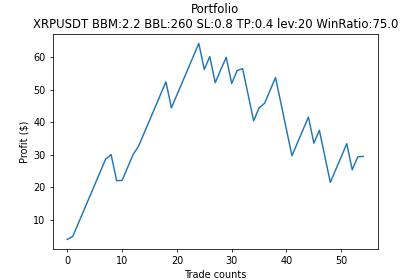 Portfolio
XRPUSDT BBM:2.2 BBL:260 SL:0.8 TP:0.4 lev:20 WinRatio:75.0
60
50
40
30
20
10
Profit ($)
0 10 20 30 40 50
Trade counts